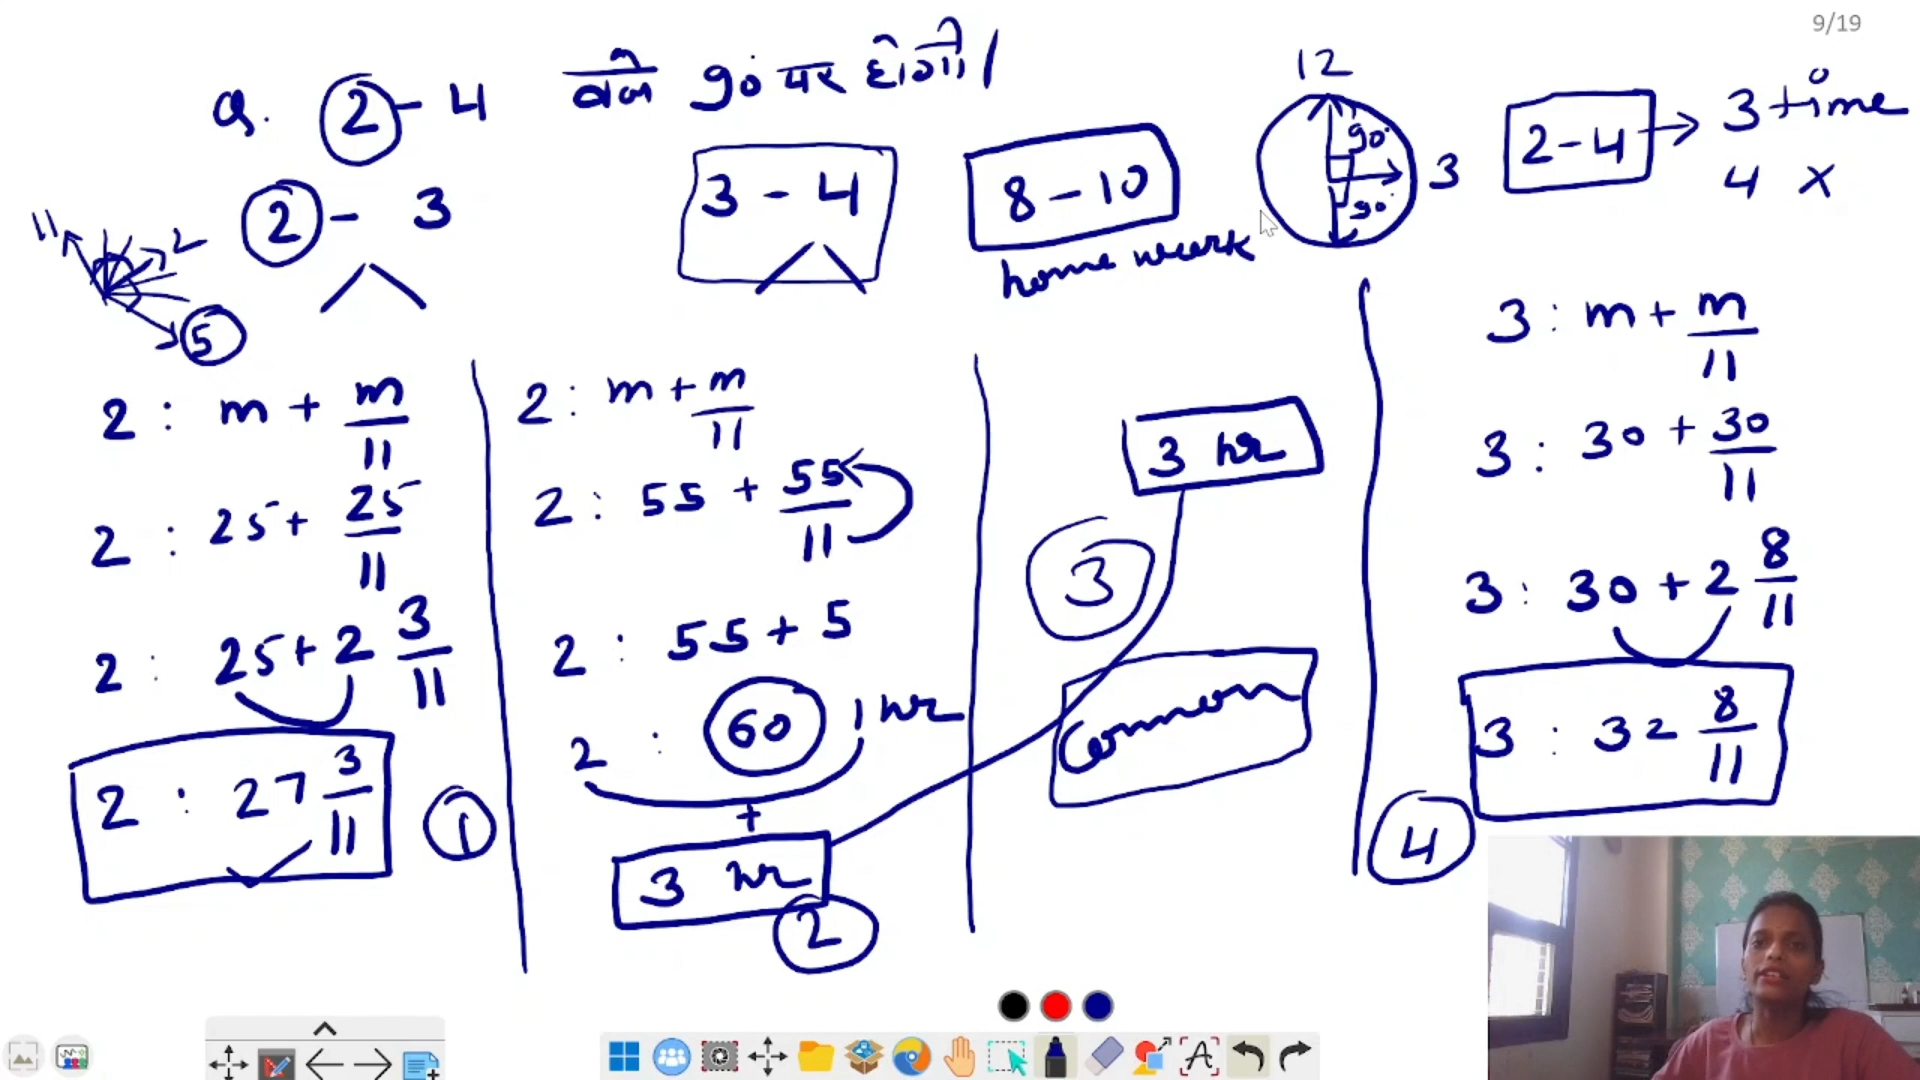 9/19
Q. 2 - 4 कब 90° पर होंगी।
2 - 3
11
2
5
3 - 4
8 - 10
home work
12
90°
90°
3
2 - 4 → 3 time
4 X
2 : m + m/11
2 : 25 + 25/11
2 : 25 + 2 3/11
2 : 27 3/11
1
2 : m + m/11
2 : 55 + 55/11
2 : 55 + 5
2 : 60 1 hr
+
3 hr
2
3 hr
3
Common
3 : m + m/11
3 : 30 + 30/11
3 : 30 + 2 8/11
3 : 32 8/11
4